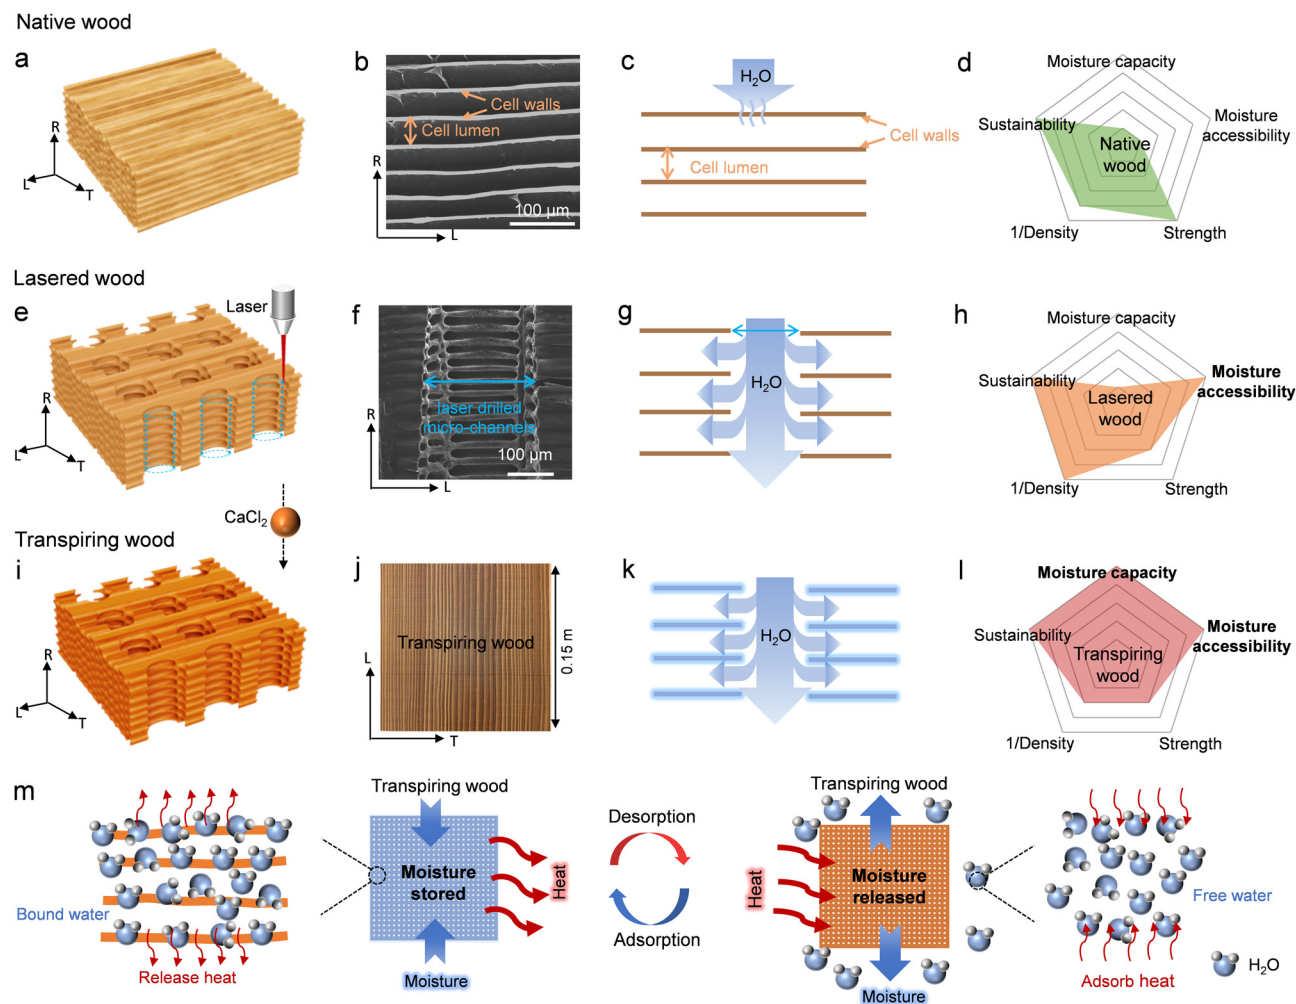 Native wood
a
R
L
T
b
Cell walls
Cell lumen
R
100 μm
L
c
H₂O
Cell walls
Cell lumen
d
Moisture capacity
Moisture
accessibility
Sustainability
Native
wood
1/Density
Strength
Lasered wood
e
Laser
R
L
T
f
laser drilled
micro-channels
R
100 μm
L
g
H₂O
h
Moisture capacity
Moisture
accessibility
Sustainability
Lasered
wood
1/Density
Strength
CaCl₂
Transpiring wood
i
R
L
T
j
Transpiring wood
0.15 m
L
T
k
H₂O
l
Moisture capacity
Moisture
accessibility
Sustainability
Transpiring
wood
1/Density
Strength
m
Bound water
Release heat
Transpiring wood
Moisture
stored
Heat
Moisture
Desorption
Adsorption
Transpiring wood
Heat
Moisture
released
Moisture
Free water
Adsorb heat
H₂O